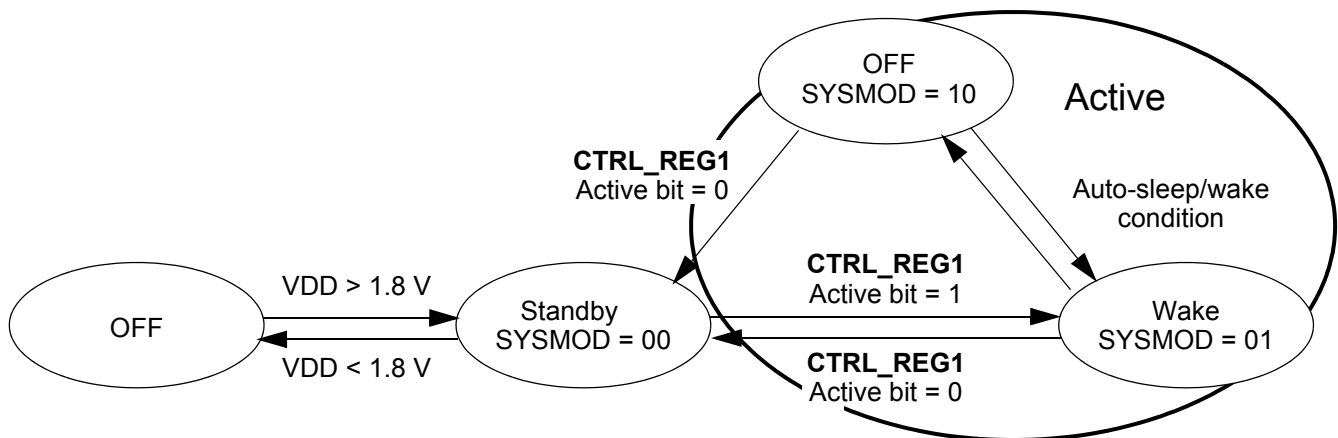 OFF
SYSMOD = 10
Active
CTRL_REG1
Active bit = 0
Auto-sleep/wake
condition
VDD > 1.8 V
CTRL_REG1
Active bit = 1
OFF
Standby
SYSMOD = 00
Wake
SYSMOD = 01
VDD < 1.8 V
CTRL_REG1
Active bit = 0